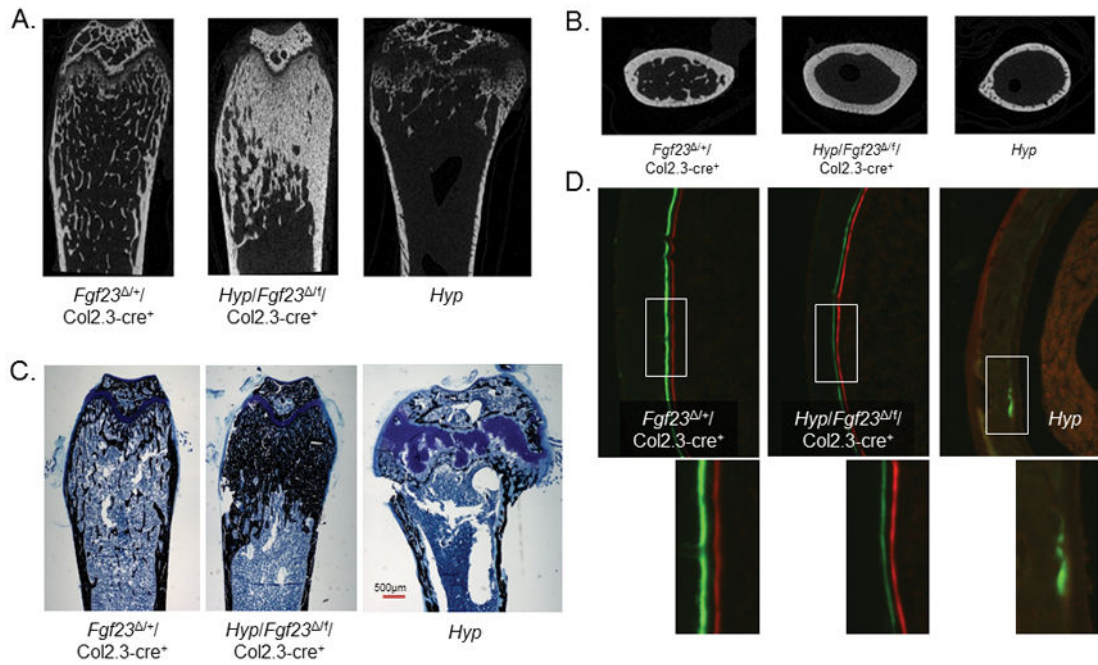 A.
Fgf23Δ/+/
Col2.3-cre+
Hyp/Fgf23Δ/f/
Col2.3-cre+
Hyp
B.
Fgf23Δ/+/
Col2.3-cre+
Hyp/Fgf23Δ/f/
Col2.3-cre+
Hyp
C.
500μm
Fgf23Δ/+/
Col2.3-cre+
Hyp/Fgf23Δ/f/
Col2.3-cre+
Hyp
D.
Fgf23Δ/+/
Col2.3-cre+
Hyp/Fgf23Δ/f/
Col2.3-cre+
Hyp